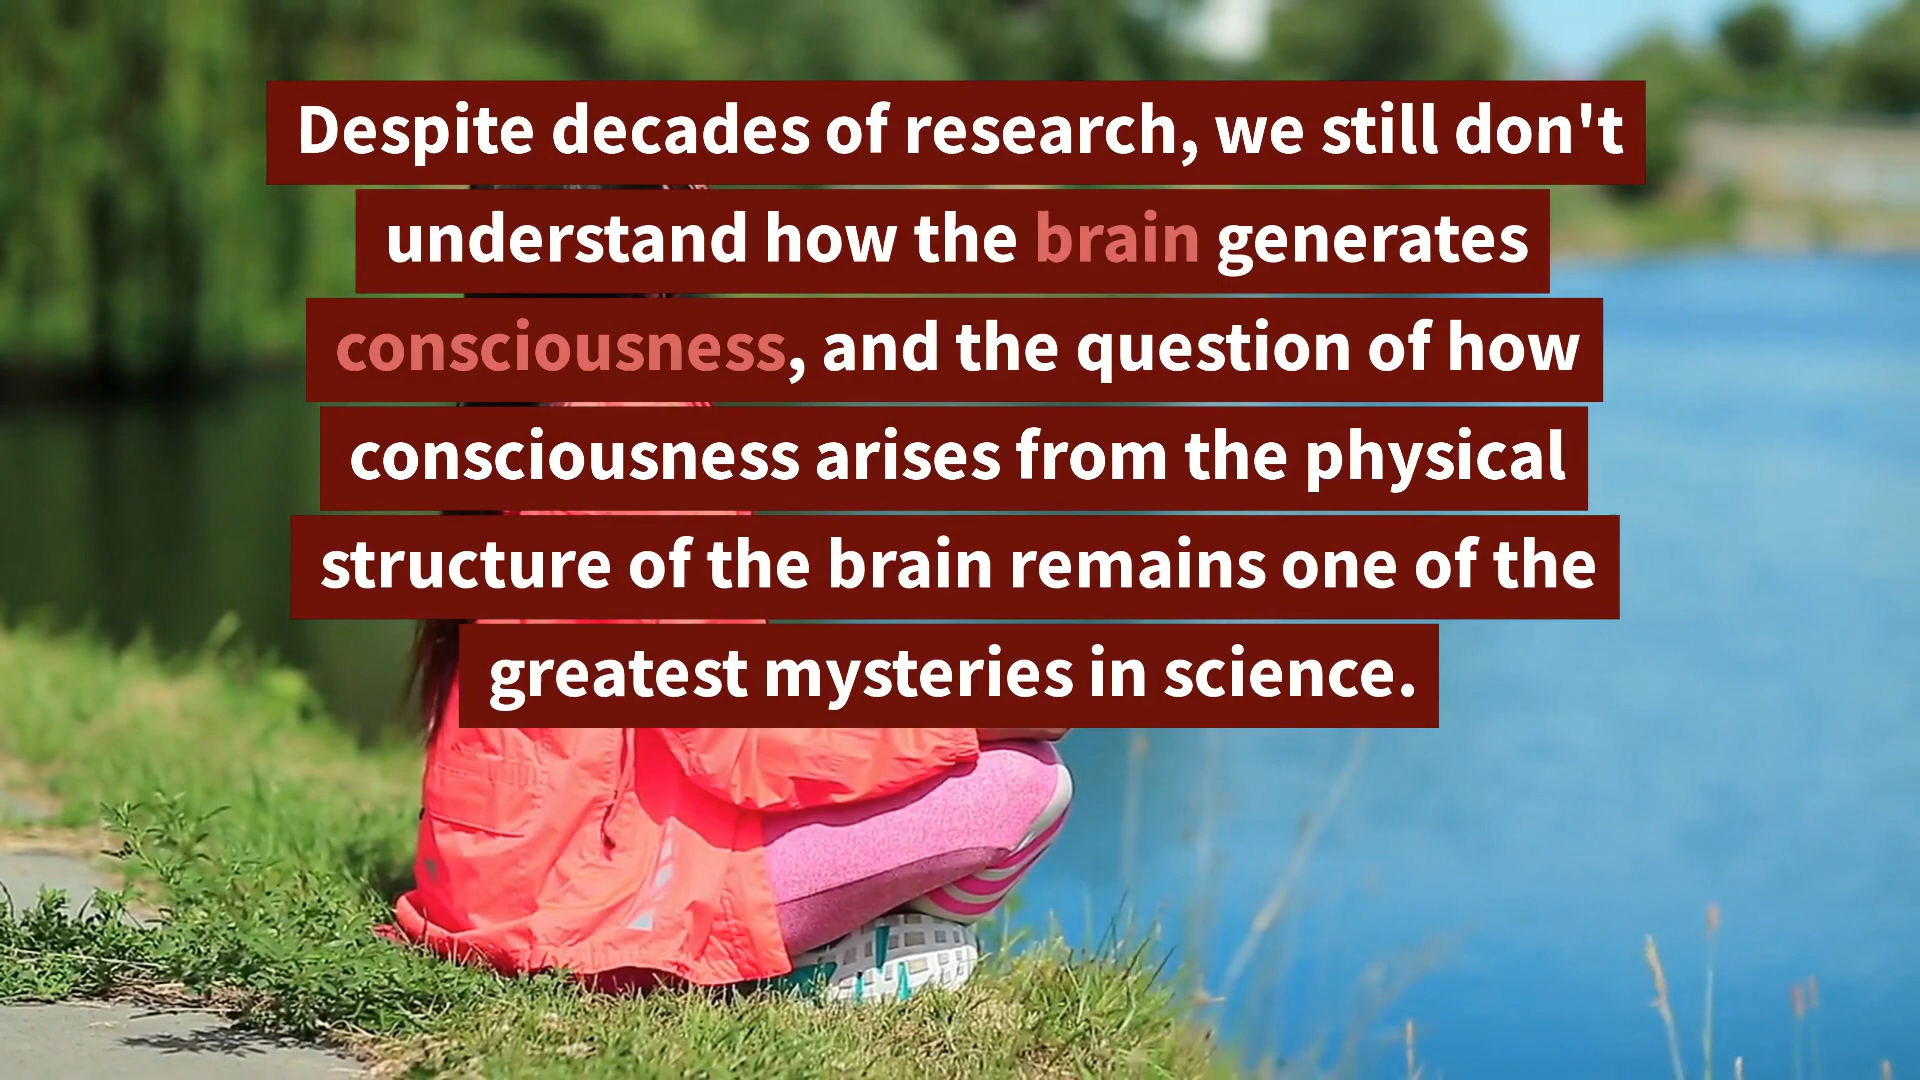 Despite decades of research, we still don't
understand how the brain generates
consciousness, and the question of how
consciousness arises from the physical
structure of the brain remains one of the
greatest mysteries in science.